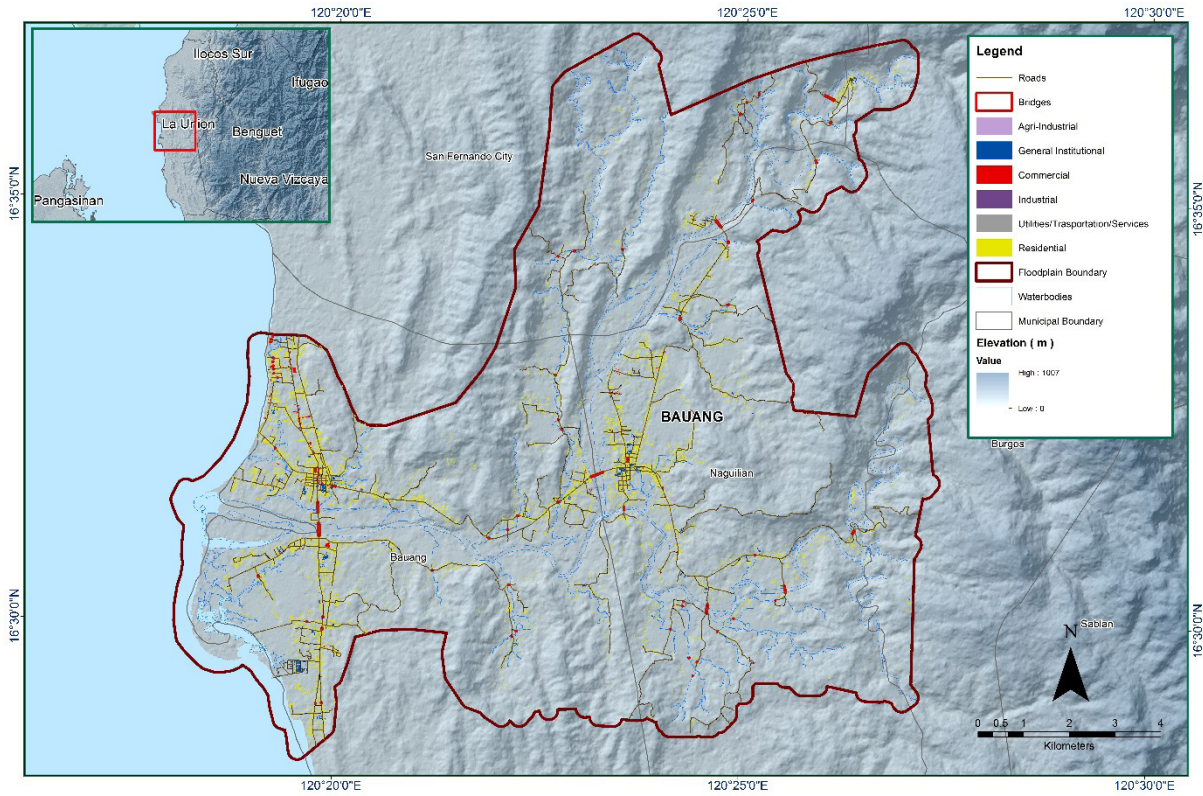 120°20'0"E
120°25'0"E
120°30'0"E
Ilocos Sur
Ifugao
La Union
Benguet
Nueva Vizcaya
Pangasinan
San Fernando City
16°35'0"N
16°35'0"N
Legend
Roads
Bridges
Agri-Industrial
General Institutional
Commercial
Industrial
Utilities/Trasportation/Services
Residential
Floodplain Boundary
Waterbodies
Municipal Boundary
Elevation ( m )
Value
High : 1007
Low : 0
BAUANG
Burgos
Naguilian
Bauang
16°30'0"N
16°30'0"N
Sablan
N
0 0.5 1 2 3 4
Kilometers
120°20'0"E
120°25'0"E
120°30'0"E